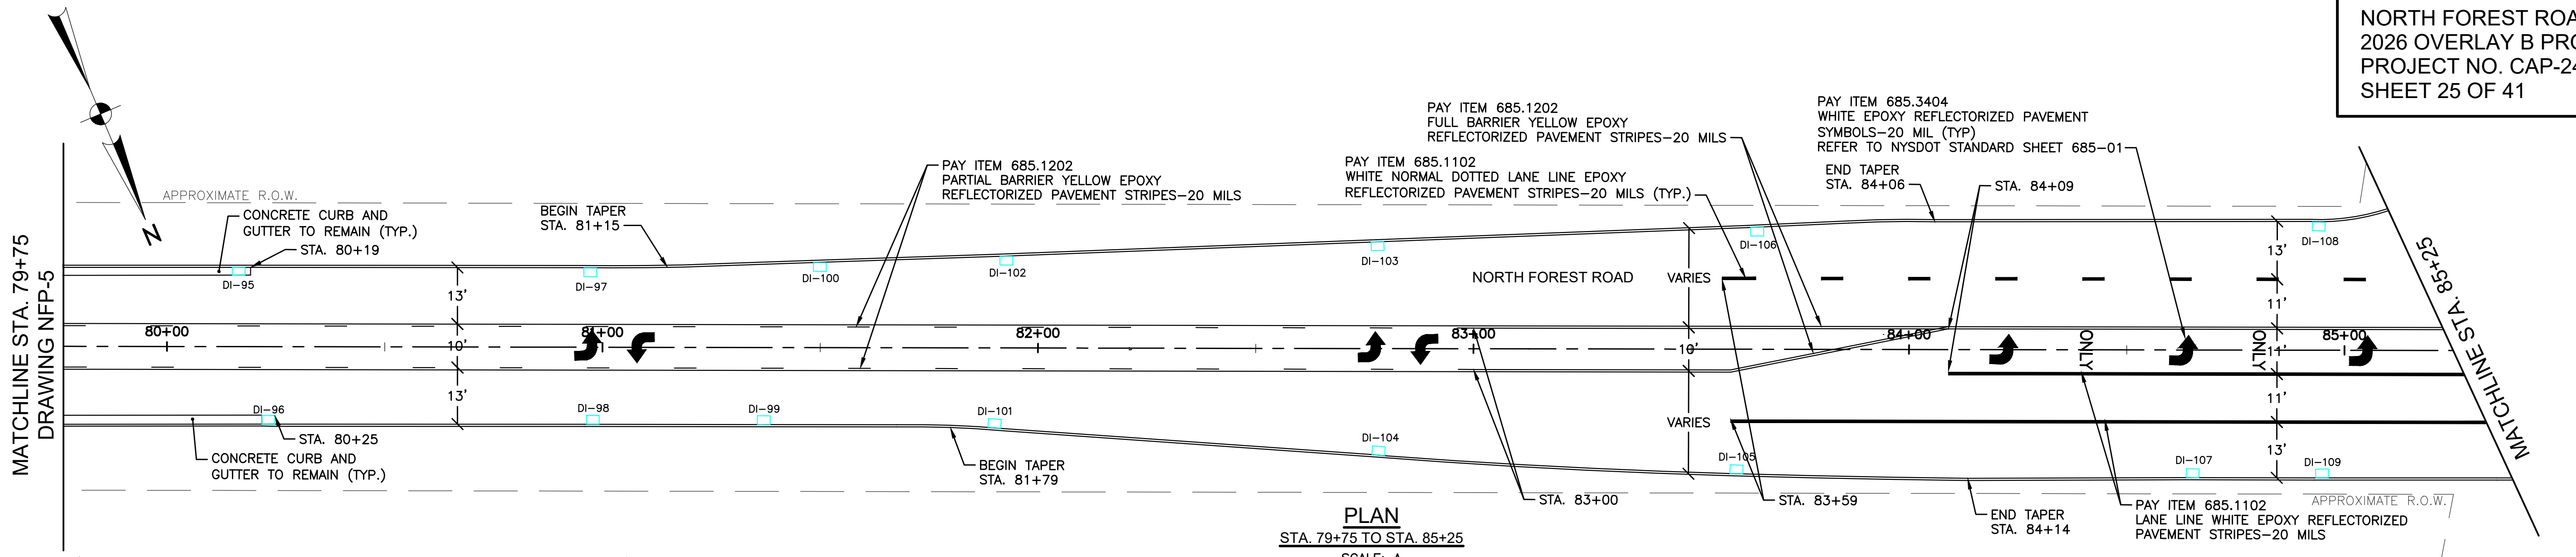 NORTH FOREST ROA
2026 OVERLAY B PRO
PROJECT NO. CAP-24
SHEET 25 OF 41
N
MATCHLINE STA. 79+75
DRAWING NFP-5
APPROXIMATE R.O.W.
CONCRETE CURB AND
GUTTER TO REMAIN (TYP.)
STA. 80+19
BEGIN TAPER
STA. 81+15
PAY ITEM 685.1202
PARTIAL BARRIER YELLOW EPOXY
REFLECTORIZED PAVEMENT STRIPES-20 MILS
PAY ITEM 685.1202
FULL BARRIER YELLOW EPOXY
REFLECTORIZED PAVEMENT STRIPES-20 MILS
PAY ITEM 685.1102
WHITE NORMAL DOTTED LANE LINE EPOXY
REFLECTORIZED PAVEMENT STRIPES-20 MILS (TYP.)
PAY ITEM 685.3404
WHITE EPOXY REFLECTORIZED PAVEMENT
SYMBOLS-20 MIL (TYP)
REFER TO NYSDOT STANDARD SHEET 685-01
END TAPER
STA. 84+06
STA. 84+09
DI-95
DI-97
DI-100
DI-102
DI-103
DI-106
DI-108
NORTH FOREST ROAD
VARIES
13'
13'
11'
80+00
81+00
82+00
83+00
84+00
85+00
10'
10'
ONLY
ONLY
11'
13'
11'
VARIES
13'
DI-96
DI-98
DI-99
DI-101
DI-104
DI-105
DI-107
DI-109
STA. 80+25
CONCRETE CURB AND
GUTTER TO REMAIN (TYP.)
BEGIN TAPER
STA. 81+79
STA. 83+00
STA. 83+59
END TAPER
STA. 84+14
PAY ITEM 685.1102
LANE LINE WHITE EPOXY REFLECTORIZED
PAVEMENT STRIPES-20 MILS
APPROXIMATE R.O.W.
MATCHLINE STA. 85+25
PLAN
STA. 79+75 TO STA. 85+25
SCALE: A